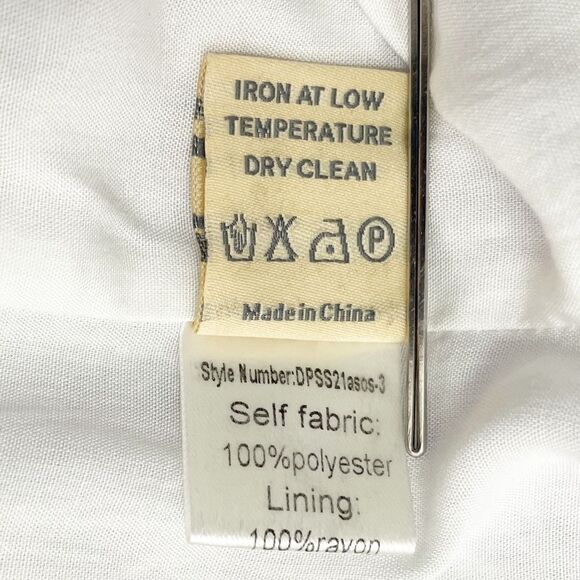 IRON AT LOW
TEMPERATURE
DRY CLEAN
P
Made in China
Style Number:DPSS21asos-3
Self fabric:
100%polyester
Lining:
100%rayon